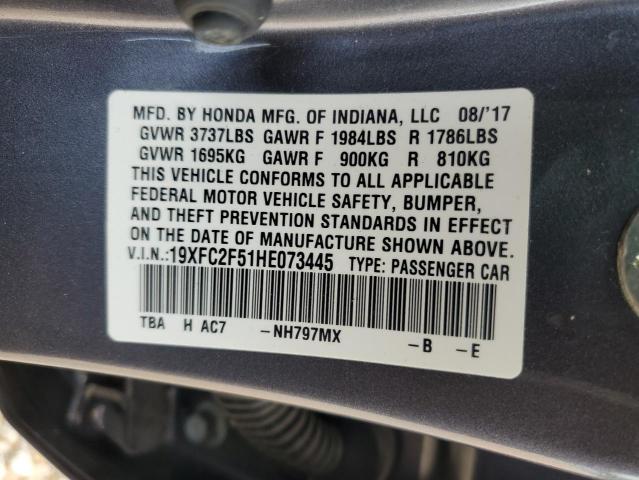 MFD. BY HONDA MFG. OF INDIANA, LLC 08/'17
GVWR 3737LBS GAWR F 1984LBS R 1786LBS
GVWR 1695KG GAWR F 900KG R 810KG
THIS VEHICLE CONFORMS TO ALL APPLICABLE
FEDERAL MOTOR VEHICLE SAFETY, BUMPER,
AND THEFT PREVENTION STANDARDS IN EFFECT
ON THE DATE OF MANUFACTURE SHOWN ABOVE.
V.I.N.:19XFC2F51HE073445 TYPE: PASSENGER CAR
TBA H AC7 -NH797MX -B -E